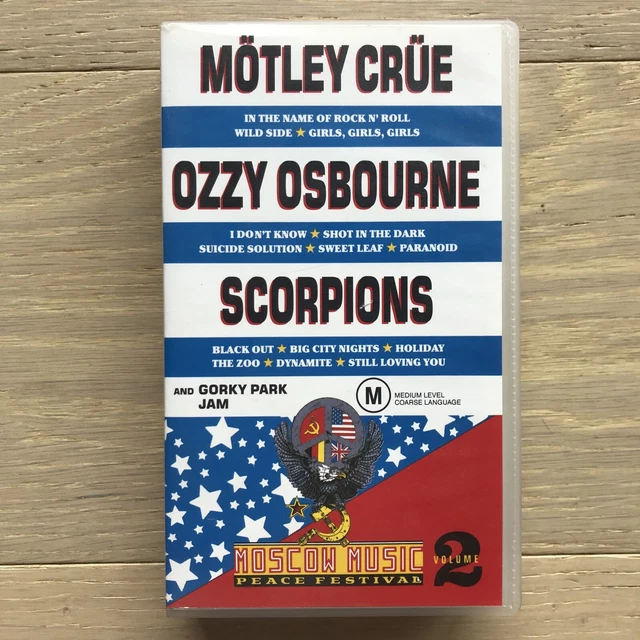 MÖTLEY CRÜE
IN THE NAME OF ROCK N' ROLL
WILD SIDE ★ GIRLS, GIRLS, GIRLS
OZZY OSBOURNE
I DON'T KNOW ★ SHOT IN THE DARK
SUICIDE SOLUTION ★ SWEET LEAF ★ PARANOID
SCORPIONS
BLACK OUT ★ BIG CITY NIGHTS ★ HOLIDAY
THE ZOO ★ DYNAMITE ★ STILL LOVING YOU
AND GORKY PARK
JAM
M MEDIUM LEVEL
COARSE LANGUAGE
MOSCOW MUSIC
PEACE FESTIVAL
VOLUME 2